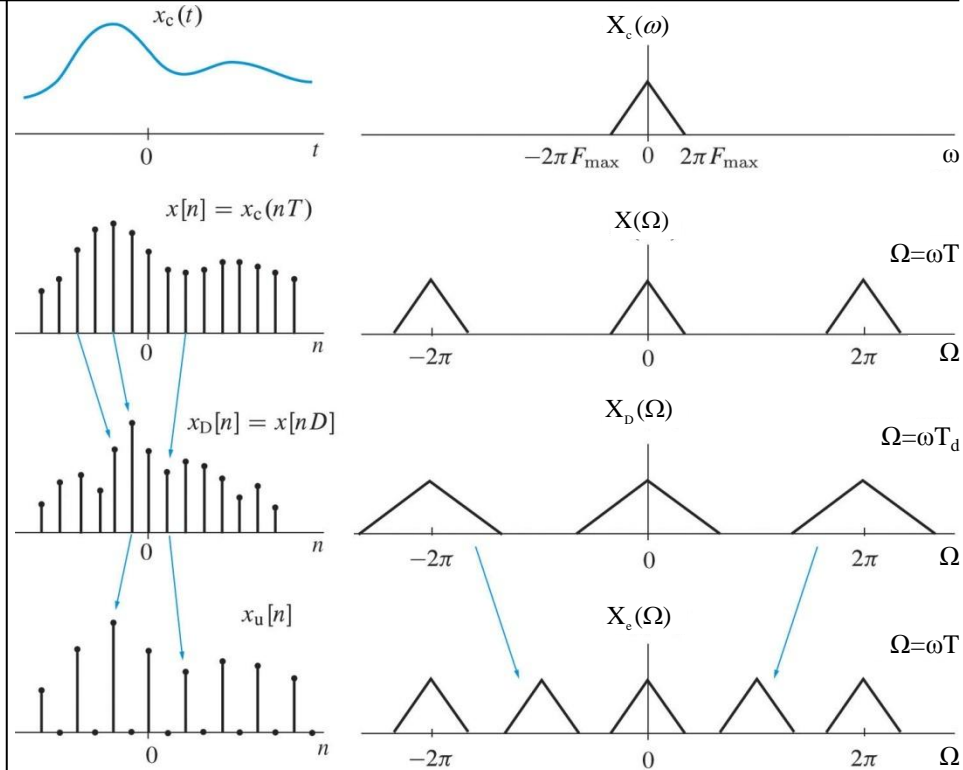 x_c(t)
0
t
X_c(ω)
−2πF_max 0 2πF_max
ω
x[n] = x_c(nT)
0
n
X(Ω)
Ω=ωT
−2π
0
2π
Ω
x_D[n] = x[nD]
0
n
X_D(Ω)
Ω=ωT_d
−2π
0
2π
Ω
x_u[n]
0
n
X_e(Ω)
Ω=ωT
−2π
0
2π
Ω